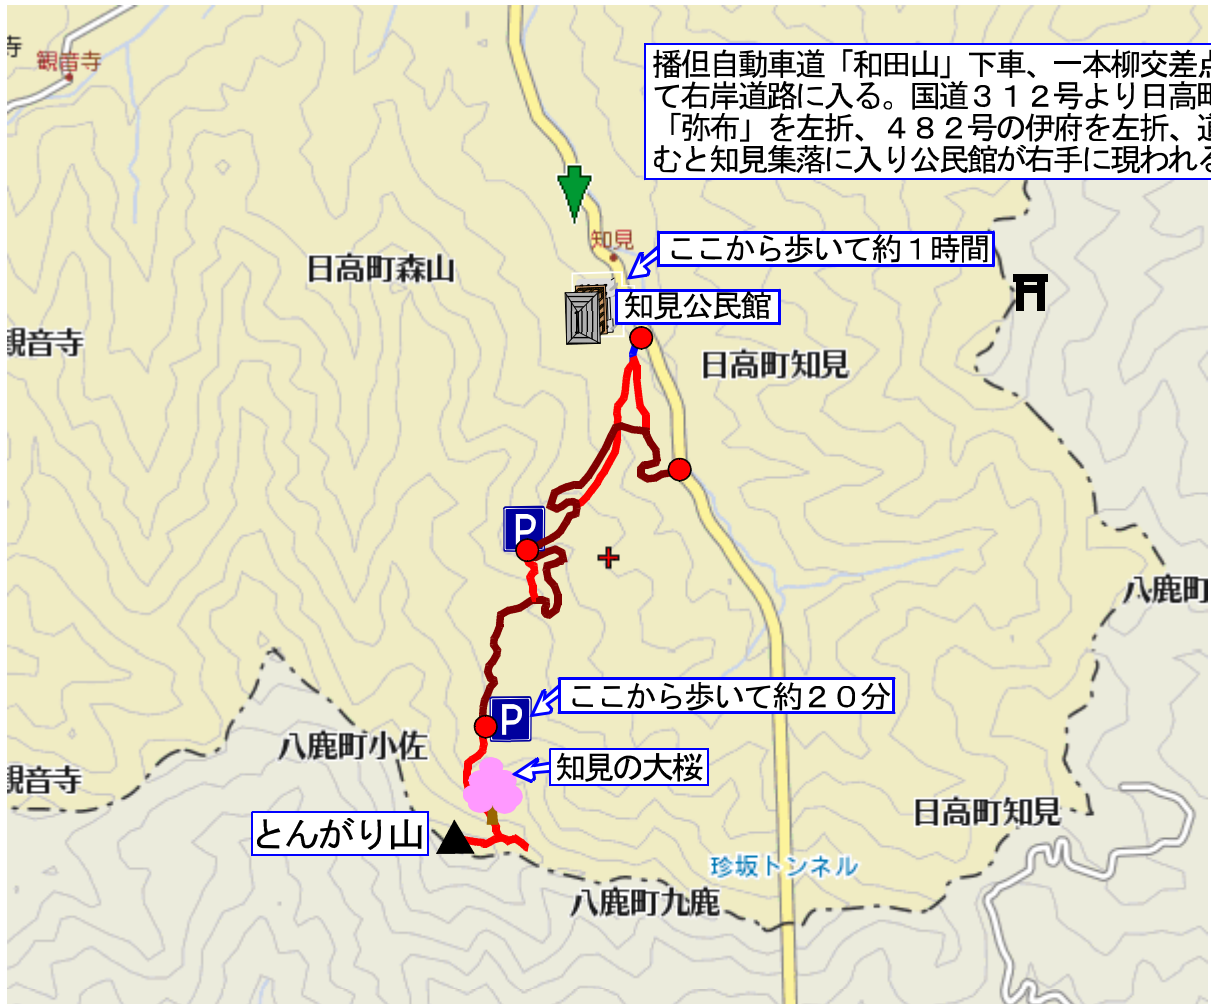 寺
観音寺
播但自動車道「和田山」下車、一本柳交差点
て右岸道路に入る。国道３１２号より日高町
「弥布」を左折、４８２号の伊府を左折、道
むと知見集落に入り公民館が右手に現われる
知見
ここから歩いて約１時間
日高町森山
知見公民館
観音寺
日高町知見
P
八鹿町
ここから歩いて約２０分
P
八鹿町小佐
知見の大桜
観音寺
日高町知見
とんがり山
珍坂トンネル
八鹿町九鹿